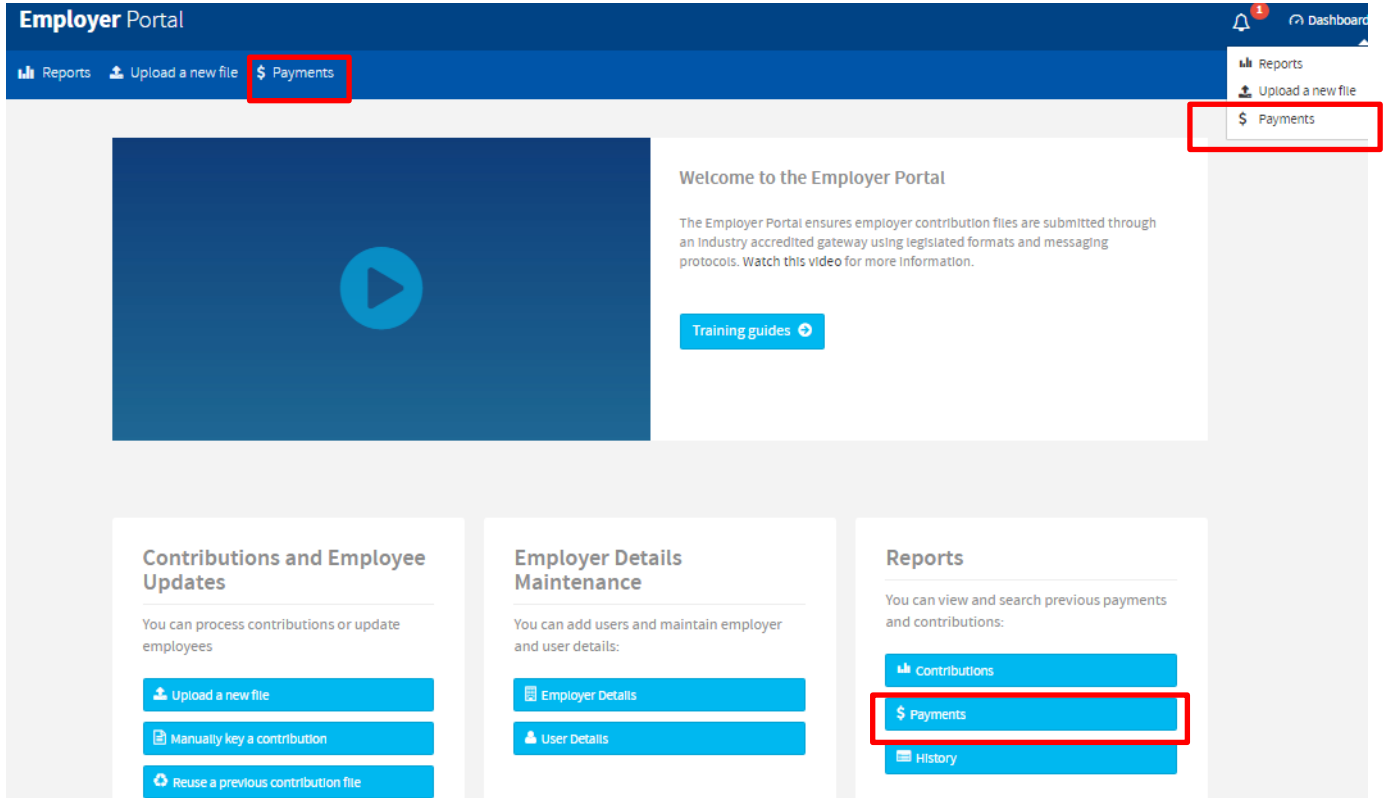 Employer Portal
1
Dashboard
Reports
Upload a new file
$ Payments
Reports
Upload a new file
$ Payments
Welcome to the Employer Portal
The Employer Portal ensures employer contribution files are submitted through
an industry accredited gateway using legislated formats and messaging
protocols. Watch this video for more information.
Training guides
Contributions and Employee
Updates
You can process contributions or update
employees
Upload a new file
Manually key a contribution
Reuse a previous contribution file
Employer Details
Maintenance
You can add users and maintain employer
and user details:
Employer Details
User Details
Reports
You can view and search previous payments
and contributions:
Contributions
$ Payments
History